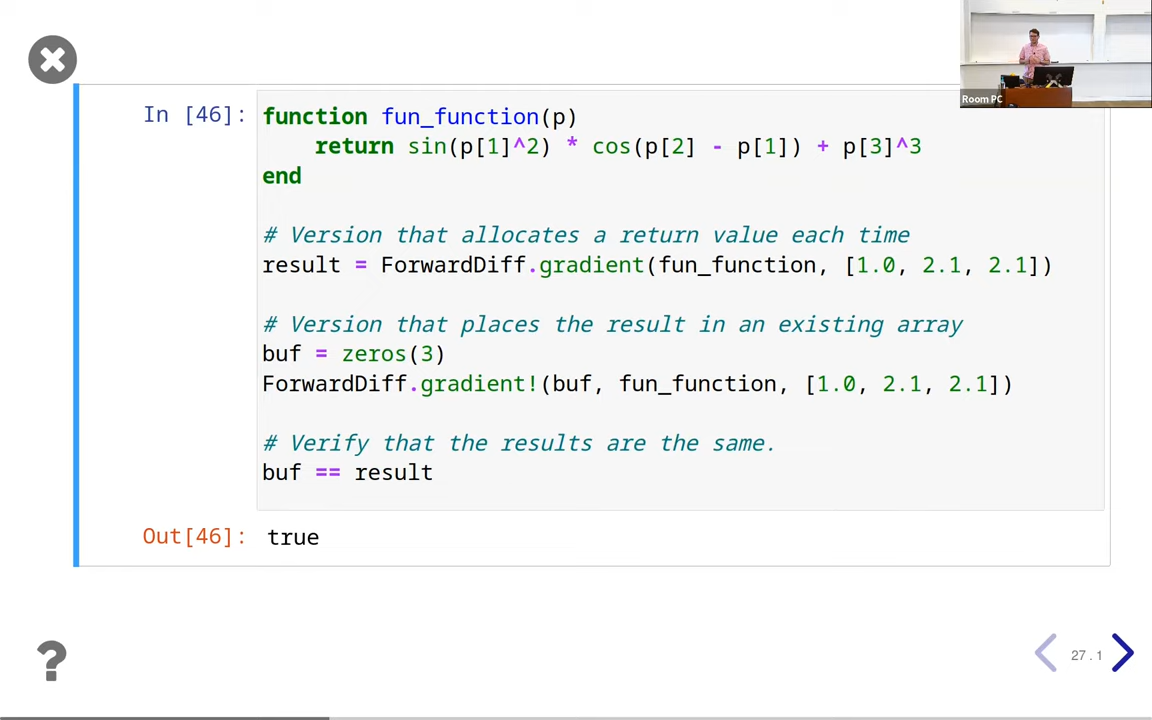 Room PC
In [46]:
function fun_function(p)
    return sin(p[1]^2) * cos(p[2] - p[1]) + p[3]^3
end
# Version that allocates a return value each time
result = ForwardDiff.gradient(fun_function, [1.0, 2.1, 2.1])
# Version that places the result in an existing array
buf = zeros(3)
ForwardDiff.gradient!(buf, fun_function, [1.0, 2.1, 2.1])
# Verify that the results are the same.
buf == result
Out[46]: true
27.1